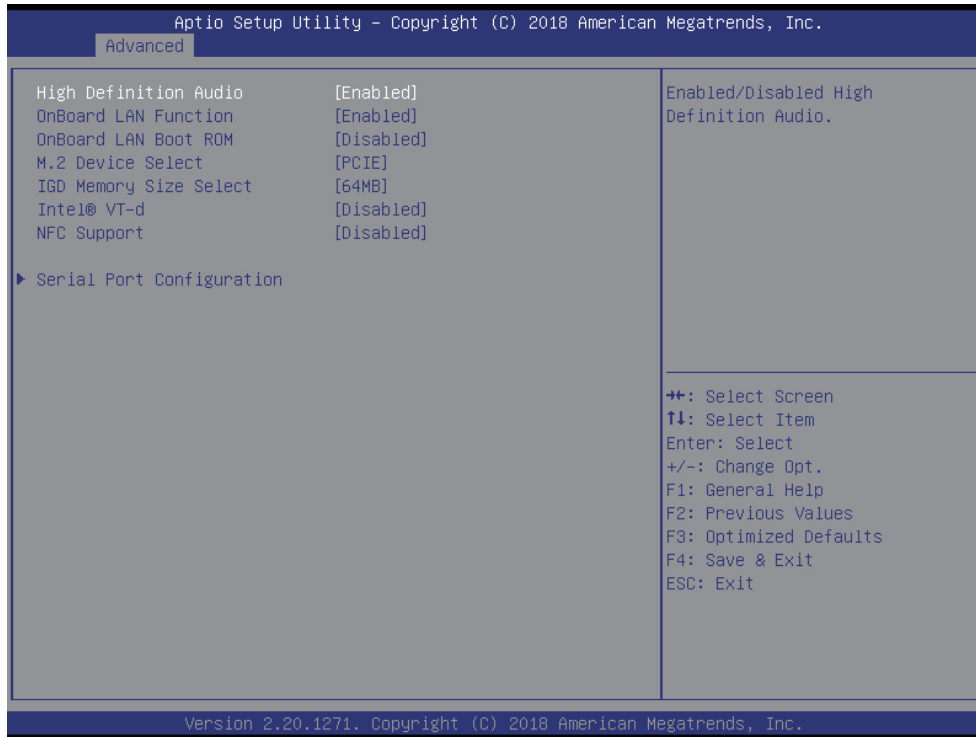 Aptio Setup Utility – Copyright (C) 2018 American Megatrends, Inc.
Advanced
High Definition Audio [Enabled]
OnBoard LAN Function [Enabled]
OnBoard LAN Boot ROM [Disabled]
M.2 Device Select [PCIE]
IGD Memory Size Select [64MB]
Intel® VT-d [Disabled]
NFC Support [Disabled]
▶ Serial Port Configuration
Enabled/Disabled High
Definition Audio.
→←: Select Screen
↑↓: Select Item
Enter: Select
+/-: Change Opt.
F1: General Help
F2: Previous Values
F3: Optimized Defaults
F4: Save & Exit
ESC: Exit
Version 2.20.1271. Copyright (C) 2018 American Megatrends, Inc.